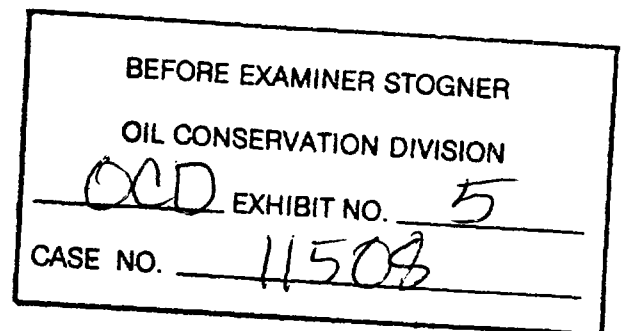 BEFORE EXAMINER STOGNER
OIL CONSERVATION DIVISION
OCD EXHIBIT NO. 5
CASE NO. 11508